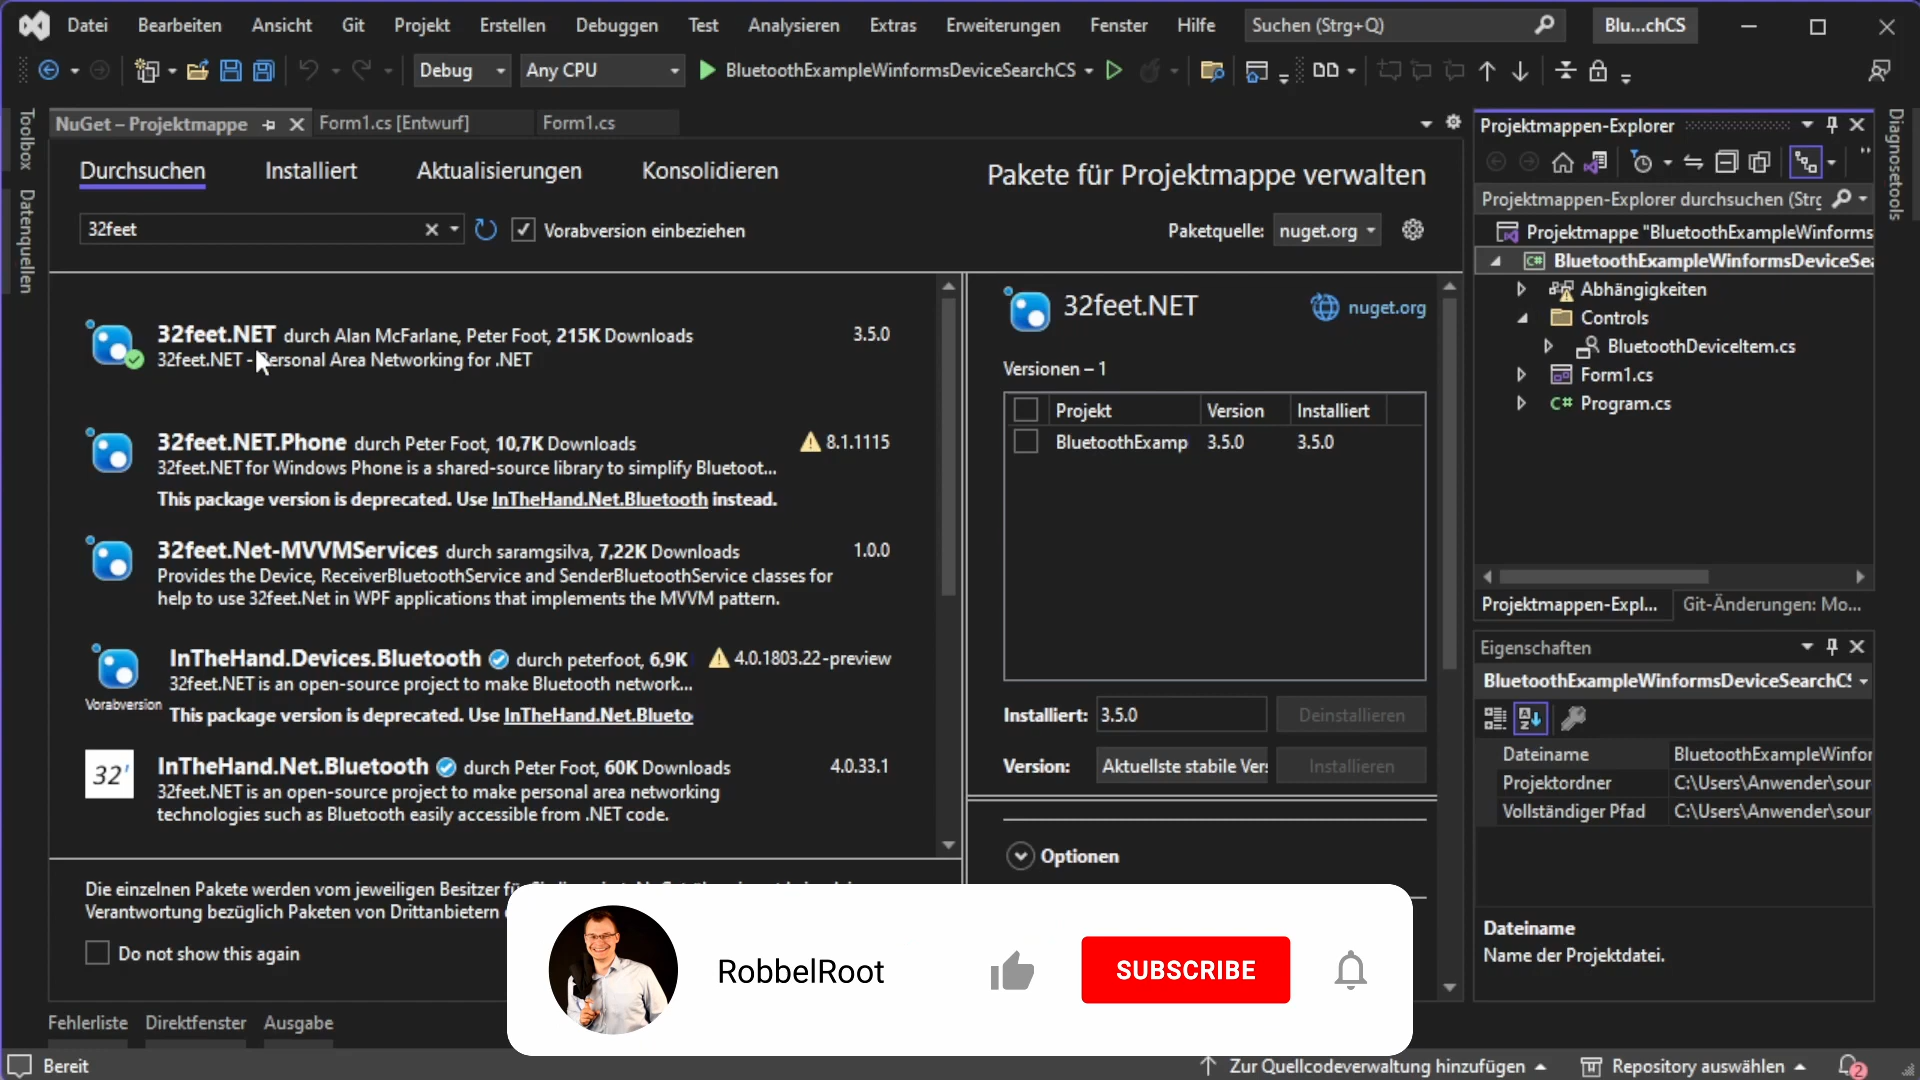 Datei Bearbeiten Ansicht Git Projekt Erstellen Debuggen Test Analysieren Extras Erweiterungen Fenster Hilfe Suchen (Strg+Q) Blu...chCS
Debug Any CPU BluetoothExampleWinformsDeviceSearchCS
Toolbox
Datenquellen
NuGet – Projektmappe Form1.cs [Entwurf] Form1.cs
Durchsuchen Installiert Aktualisierungen Konsolidieren
Pakete für Projektmappe verwalten
32feet
Vorabversion einbeziehen
Paketquelle: nuget.org
32feet.NET durch Alan McFarlane, Peter Foot, 215K Downloads 3.5.0
32feet.NET - Personal Area Networking for .NET
32feet.NET.Phone durch Peter Foot, 10,7K Downloads 8.1.1115
32feet.NET for Windows Phone is a shared-source library to simplify Bluetoot...
This package version is deprecated. Use InTheHand.Net.Bluetooth instead.
32feet.Net-MVVMServices durch saramgsilva, 7,22K Downloads 1.0.0
Provides the Device, ReceiverBluetoothService and SenderBluetoothService classes for
help to use 32feet.Net in WPF applications that implements the MVVM pattern.
InTheHand.Devices.Bluetooth durch peterfoot, 6,9K 4.0.1803.22-preview
32feet.NET is an open-source project to make Bluetooth network...
Vorabversion
This package version is deprecated. Use InTheHand.Net.Blueto
32'
InTheHand.Net.Bluetooth durch Peter Foot, 60K Downloads 4.0.33.1
32feet.NET is an open-source project to make personal area networking
technologies such as Bluetooth easily accessible from .NET code.
Die einzelnen Pakete werden vom jeweiligen Besitzer
Verantwortung bezüglich Paketen von Drittanbietern
Do not show this again
32feet.NET nuget.org
Versionen – 1
Projekt Version Installiert
BluetoothExamp 3.5.0 3.5.0
Installiert: 3.5.0 Deinstallieren
Version: Aktuellste stabile Ver: Installieren
Optionen
RobbelRoot
SUBSCRIBE
Projektmappen-Explorer
Projektmappen-Explorer durchsuchen (Strg
Projektmappe "BluetoothExampleWinforms
BluetoothExampleWinformsDeviceSea
Abhängigkeiten
Controls
BluetoothDeviceItem.cs
Form1.cs
C# Program.cs
Projektmappen-Expl... Git-Änderungen: Mo...
Eigenschaften
BluetoothExampleWinformsDeviceSearchCS
Dateiname BluetoothExampleWinfor
Projektordner C:\Users\Anwender\sour
Vollständiger Pfad C:\Users\Anwender\sour
Dateiname
Name der Projektdatei.
Diagnosetools
Fehlerliste Direktfenster Ausgabe
Bereit
Zur Quellcodeverwaltung hinzufügen Repository auswählen 2